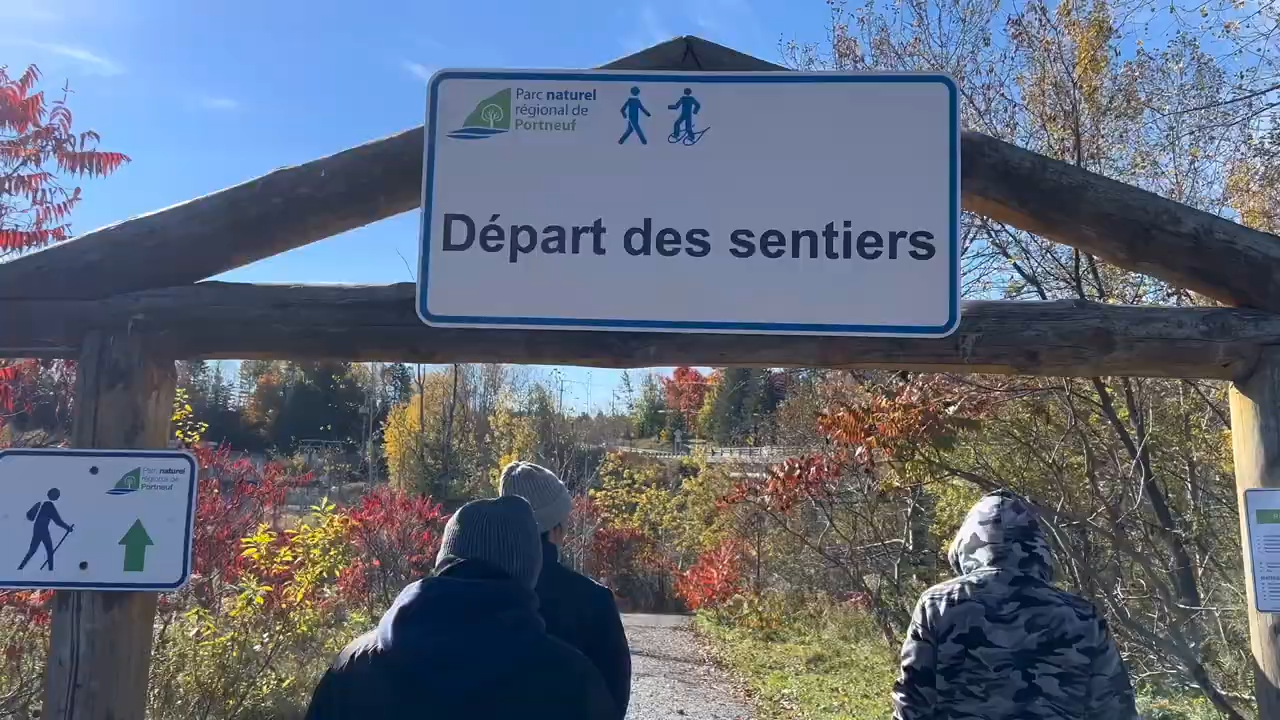 Parc naturel
régional de
Portneuf
Départ des sentiers
Parc naturel
régional de
Portneuf